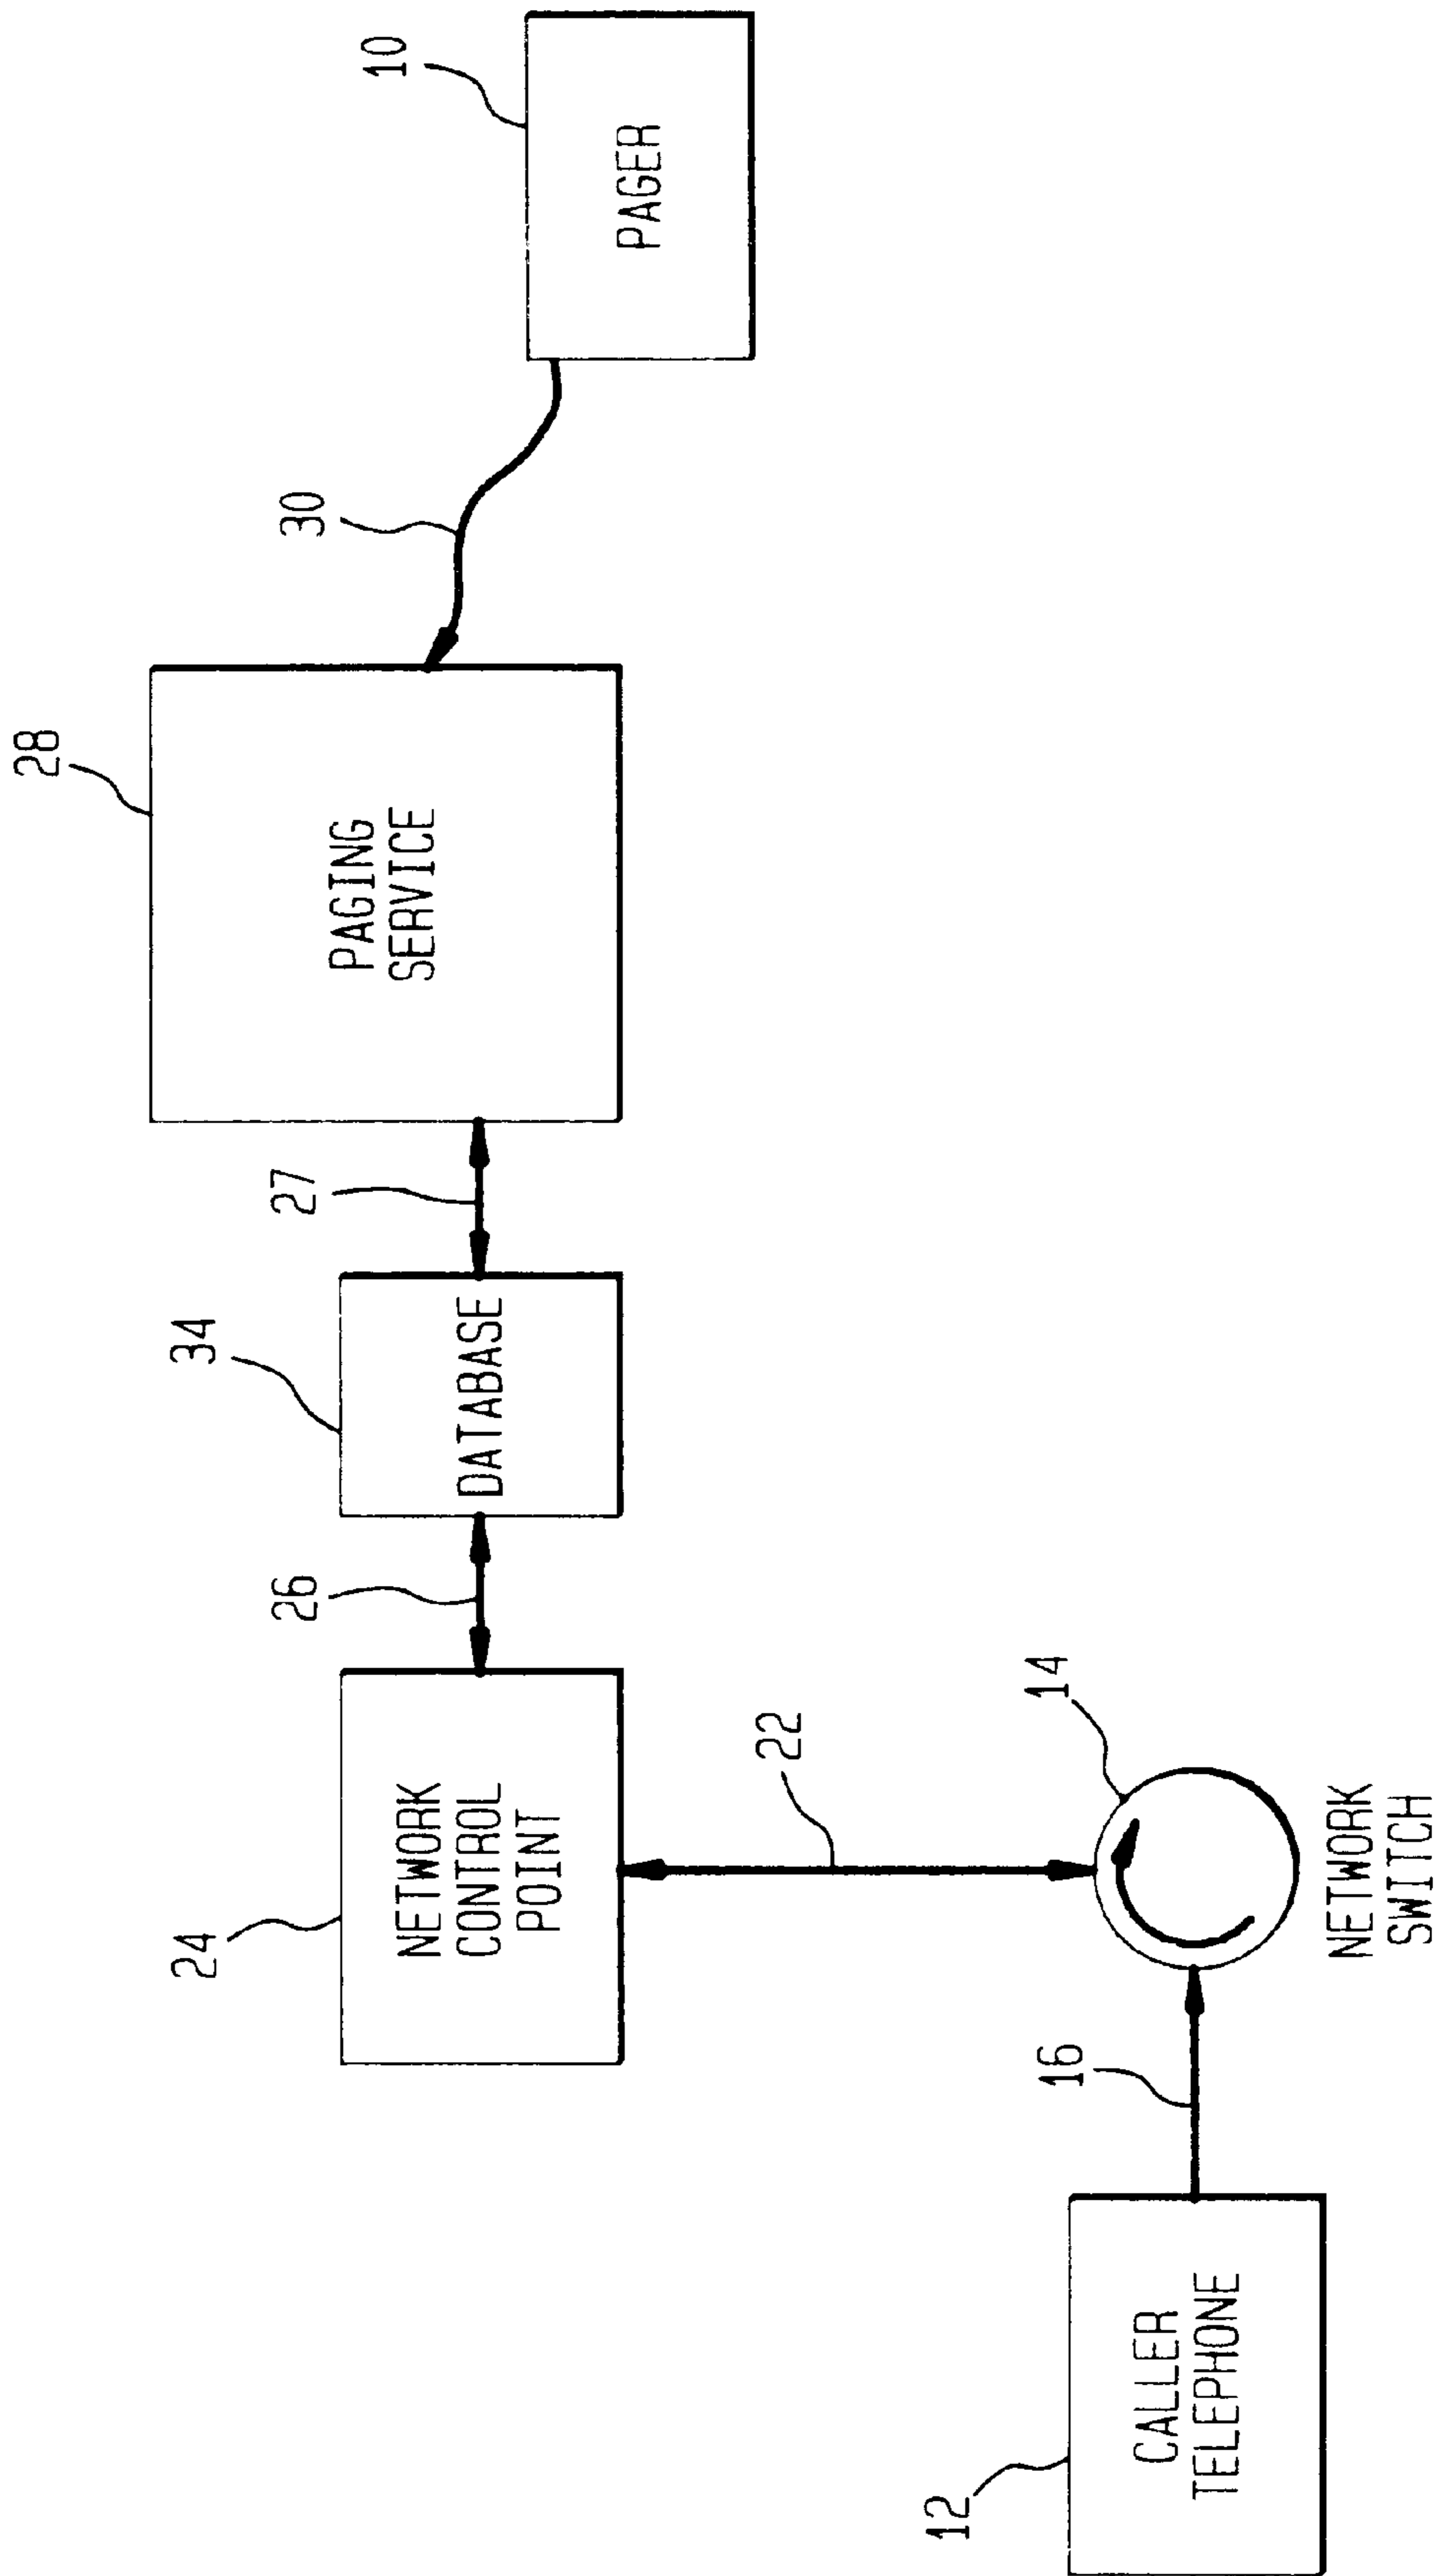 28
10
34
30
24
26
27
PAGING
SERVICE
PAGER
NETWORK
CONTROL
POINT
DATABASE
22
12
16
14
CALLER
TELEPHONE
NETWORK
SWITCH